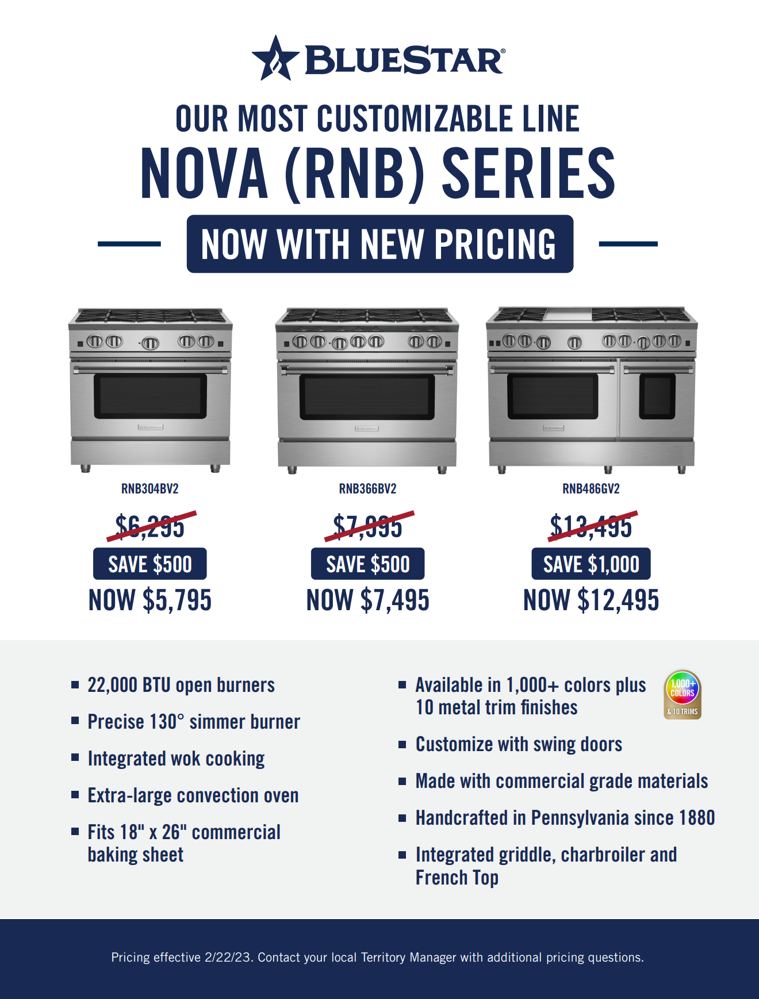 BLUESTAR®
OUR MOST CUSTOMIZABLE LINE
NOVA (RNB) SERIES
NOW WITH NEW PRICING
RNB304BV2
$6,295
SAVE $500
NOW $5,795
RNB366BV2
$7,995
SAVE $500
NOW $7,495
RNB486GV2
$13,495
SAVE $1,000
NOW $12,495
22,000 BTU open burners
Precise 130° simmer burner
Integrated wok cooking
Extra-large convection oven
Fits 18" x 26" commercial
baking sheet
Available in 1,000+ colors plus
10 metal trim finishes
1,000+
COLORS
& 10 TRIMS
Customize with swing doors
Made with commercial grade materials
Handcrafted in Pennsylvania since 1880
Integrated griddle, charbroiler and
French Top
Pricing effective 2/22/23. Contact your local Territory Manager with additional pricing questions.